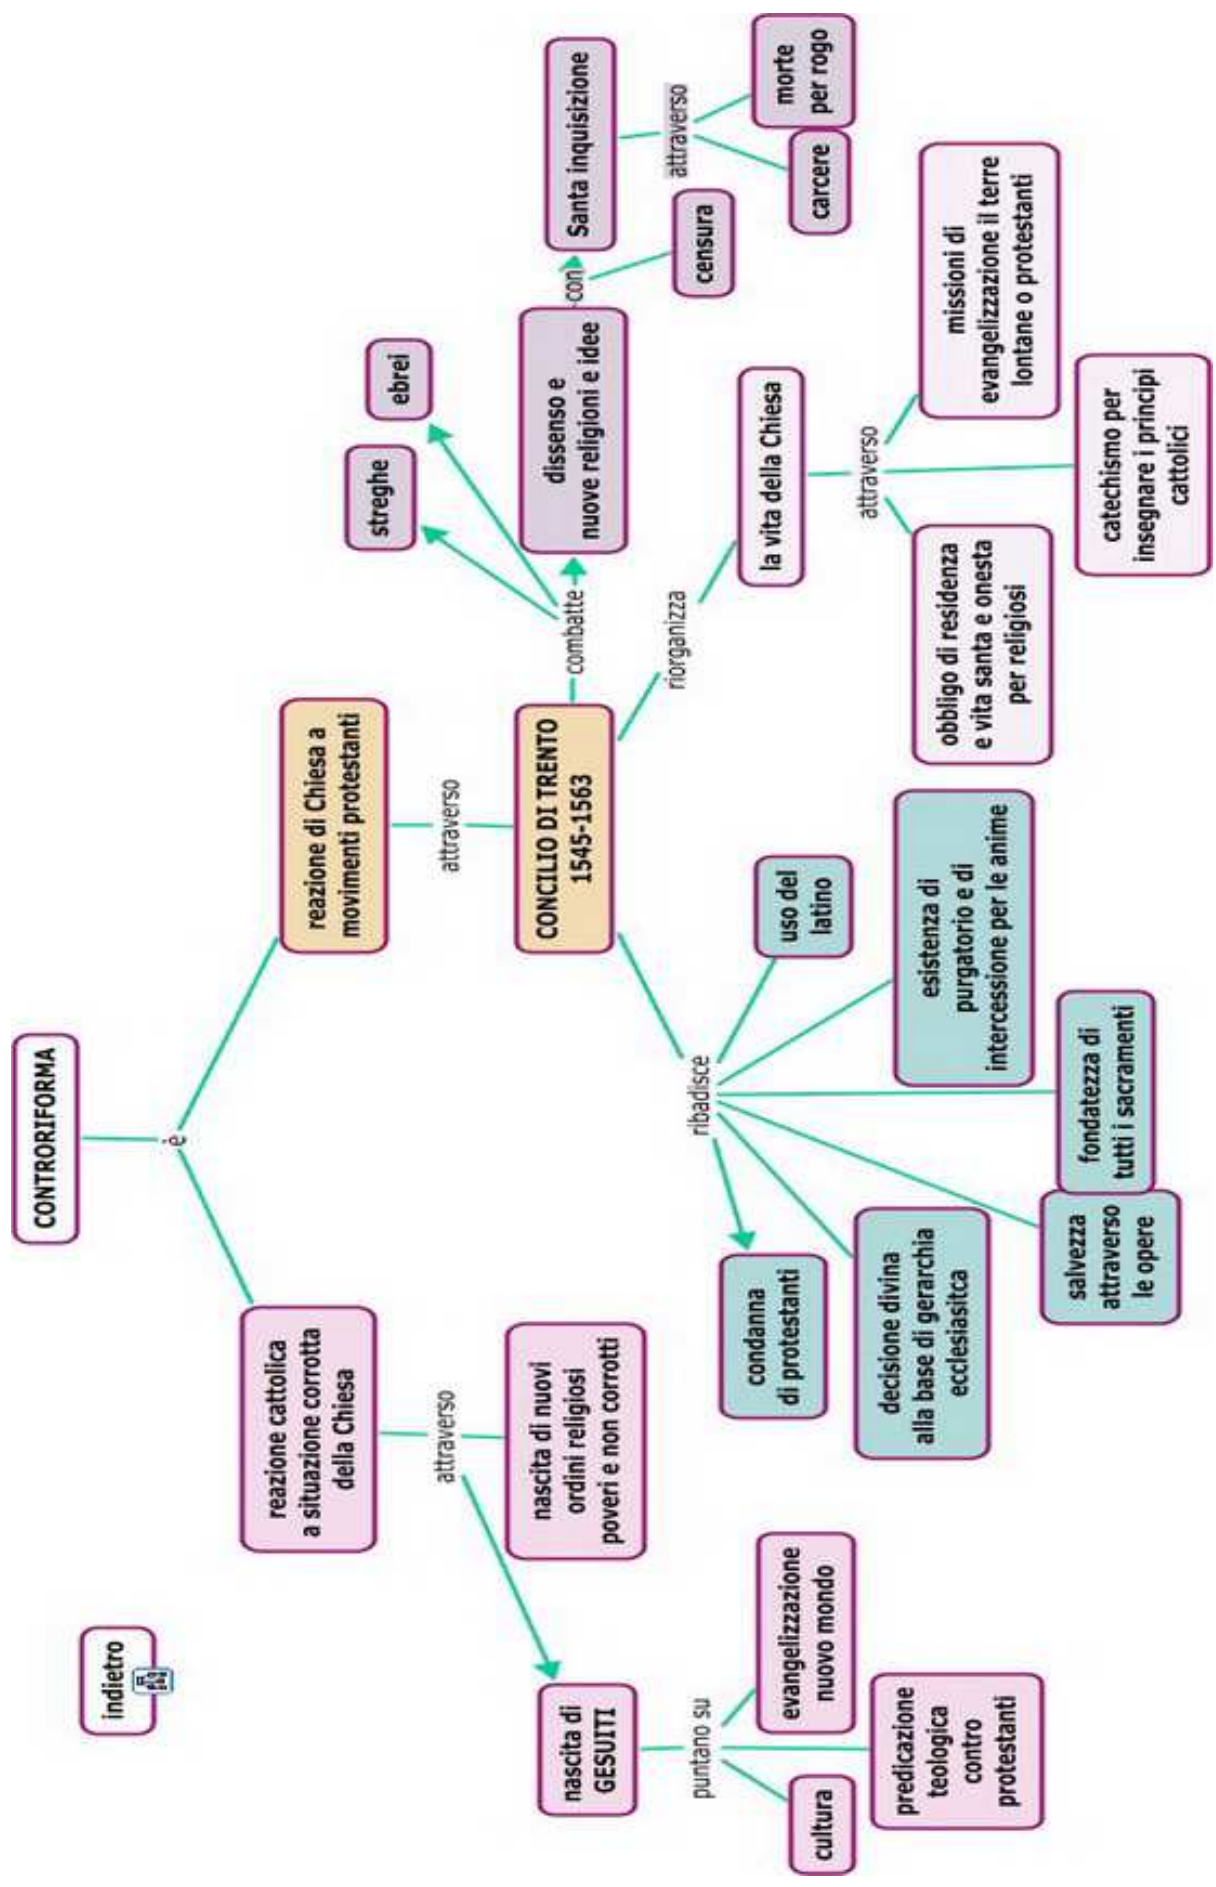 CONTRORIFORMA
è
indietro
reazione cattolica
a situazione corrotta
della Chiesa
reazione di Chiesa a
movimenti protestanti
attraverso
attraverso
nascita di
GESUITI
nascita di nuovi
ordini religiosi
poveri e non corrotti
puntano su
cultura
predicazione
teologica
contro
protestanti
evangelizzazione
nuovo mondo
CONCILIO DI TRENTO
1545-1563
ribadisce
condanna
di protestanti
decisione divina
alla base di gerarchia
ecclesiasitca
salvezza
attraverso
le opere
fondatezza di
tutti i sacramenti
esistenza di
purgatorio e di
intercessione per le anime
uso del
latino
combatte
streghe
ebrei
dissenso e
nuove religioni e idee
con
censura
Santa inquisizione
attraverso
carcere
morte
per rogo
riorganizza
la vita della Chiesa
attraverso
obbligo di residenza
e vita santa e onesta
per religiosi
catechismo per
insegnare i principi
cattolici
missioni di
evangelizzazione il terre
lontane o protestanti